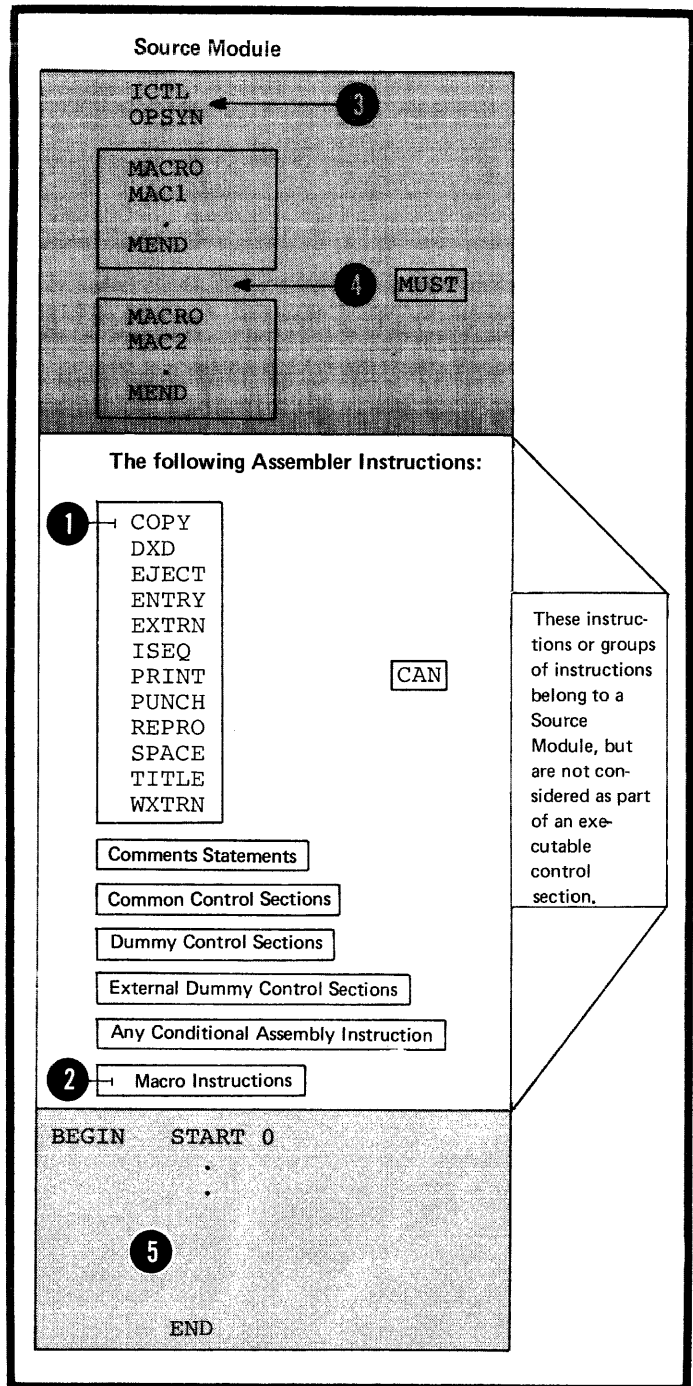 Source Module
ICTL
OPSYN
3
MACRO
MAC1
.
MEND
4 MUST
MACRO
MAC2
.
MEND
The following Assembler Instructions:
1 COPY
DXD
EJECT
ENTRY
EXTRN
ISEQ
PRINT
PUNCH
REPRO
SPACE
TITLE
WXTRN
CAN
These instruc-
tions or groups
of instructions
belong to a
Source
Module, but
are not con-
sidered as part
of an exe-
cutable
control
section.
Comments Statements
Common Control Sections
Dummy Control Sections
External Dummy Control Sections
Any Conditional Assembly Instruction
2 Macro Instructions
BEGIN START 0
.
.
5
END